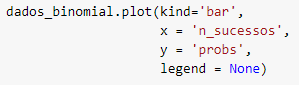 dados_binomial.plot(kind='bar',
x = 'n_sucessos',
y = 'probs',
legend = None)